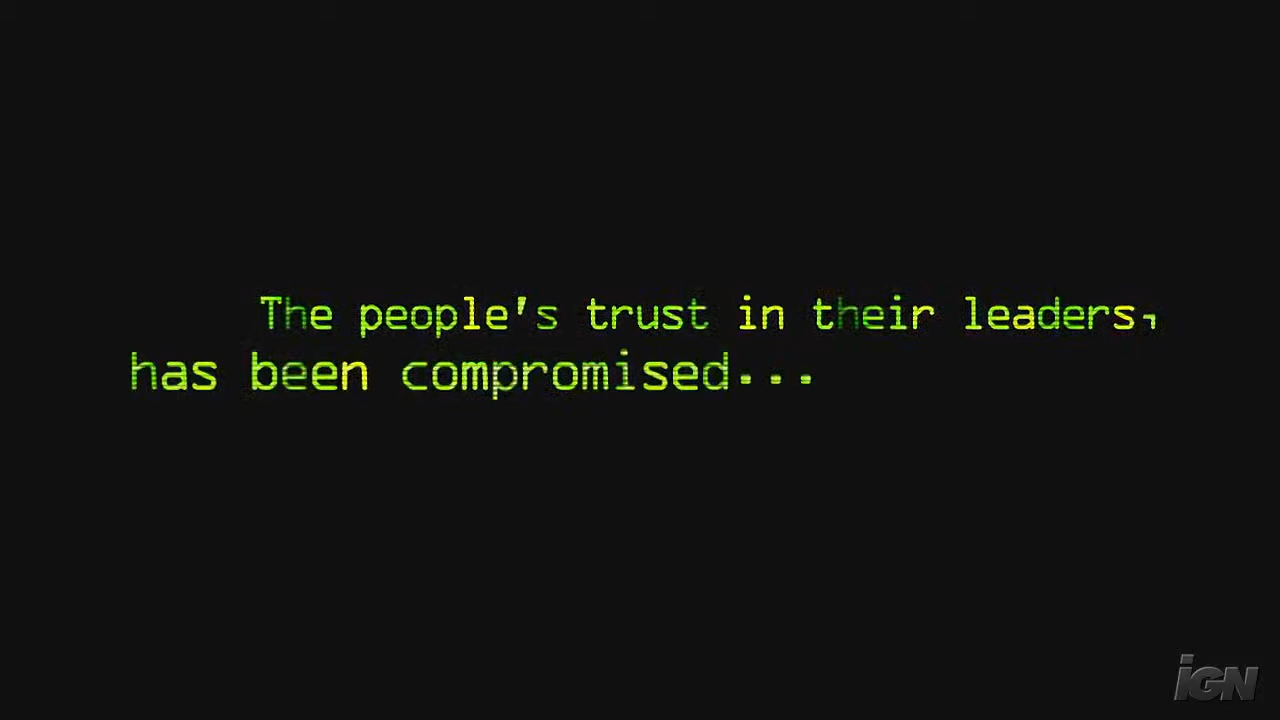 The people's trust in their leaders,
has been compromised...
IGN